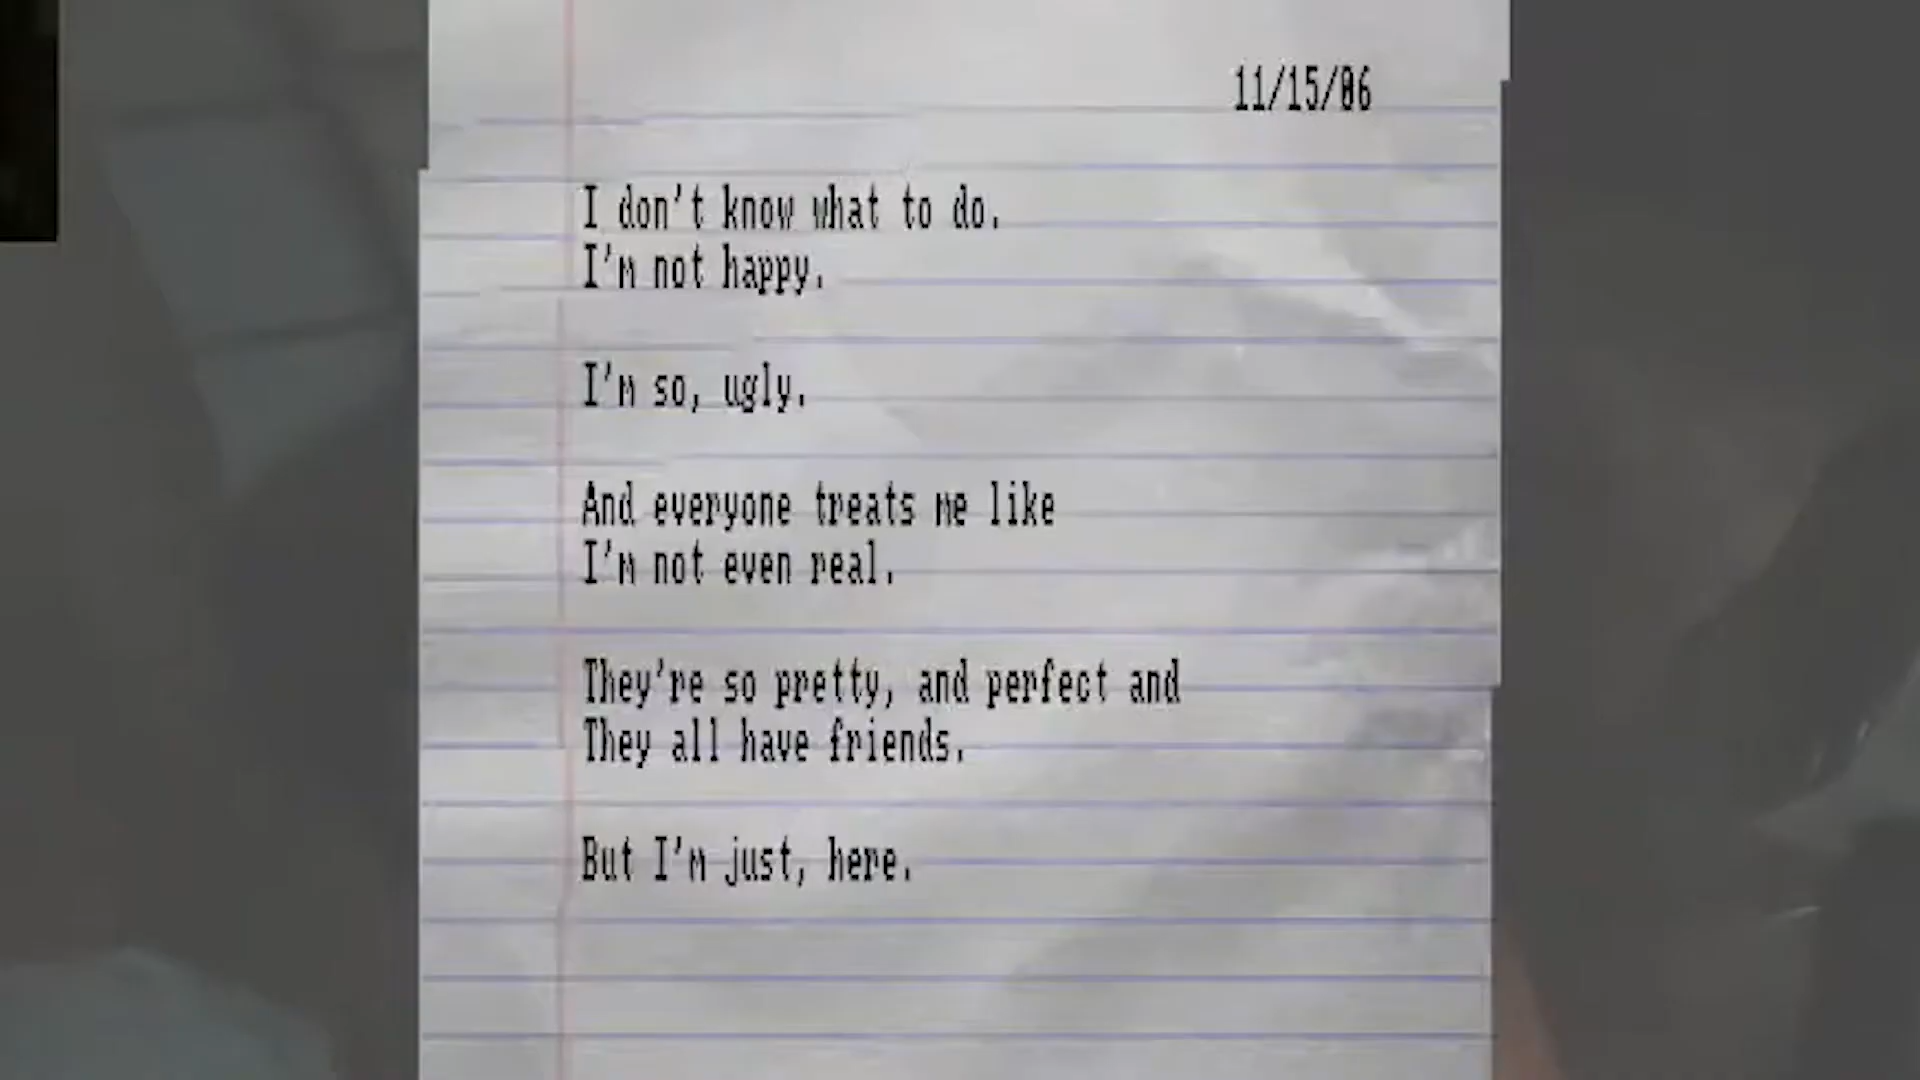 11/15/06
I don't know what to do.
I'm not happy.
I'm so, ugly.
And everyone treats me like
I'm not even real.
They're so pretty, and perfect and
They all have friends.
But I'm just, here.